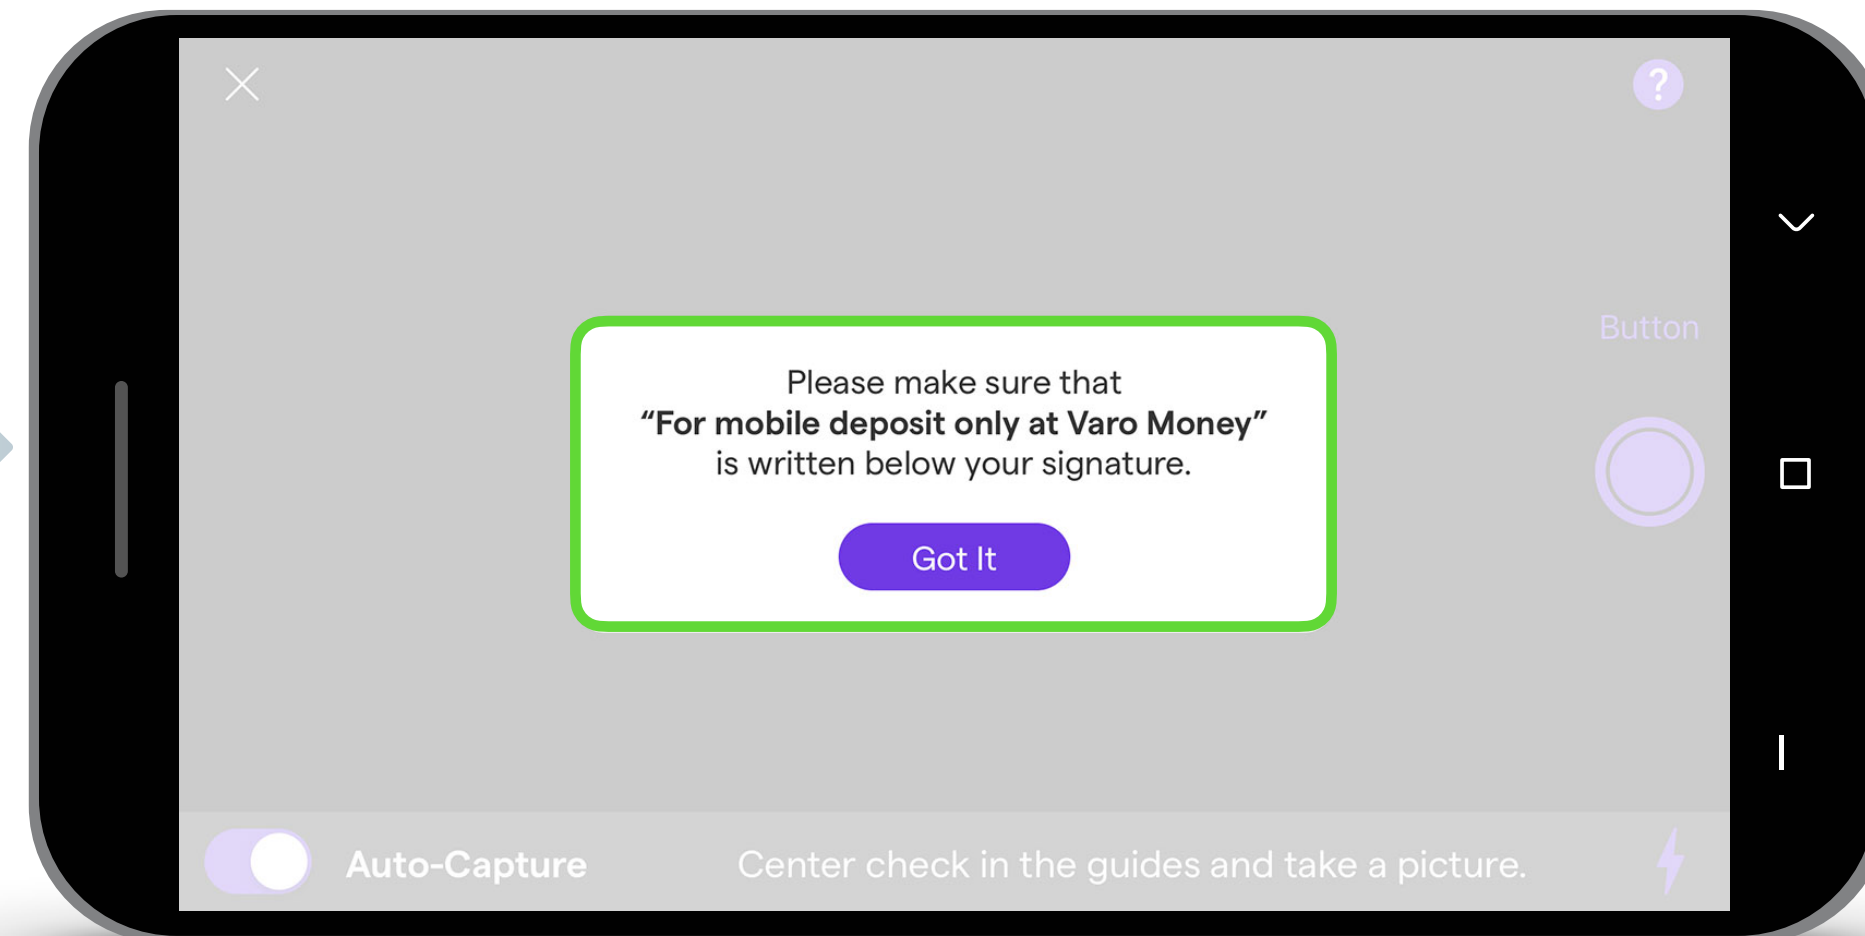 ?
Button
Please make sure that
“For mobile deposit only at Varo Money”
is written below your signature.
Got It
Auto-Capture
Center check in the guides and take a picture.